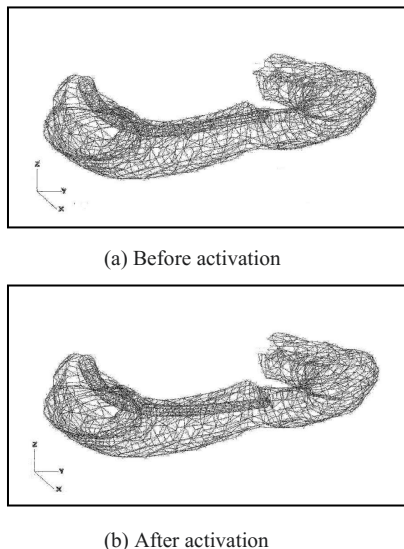 Z
Y
X
(a) Before activation
Z
Y
X
(b) After activation